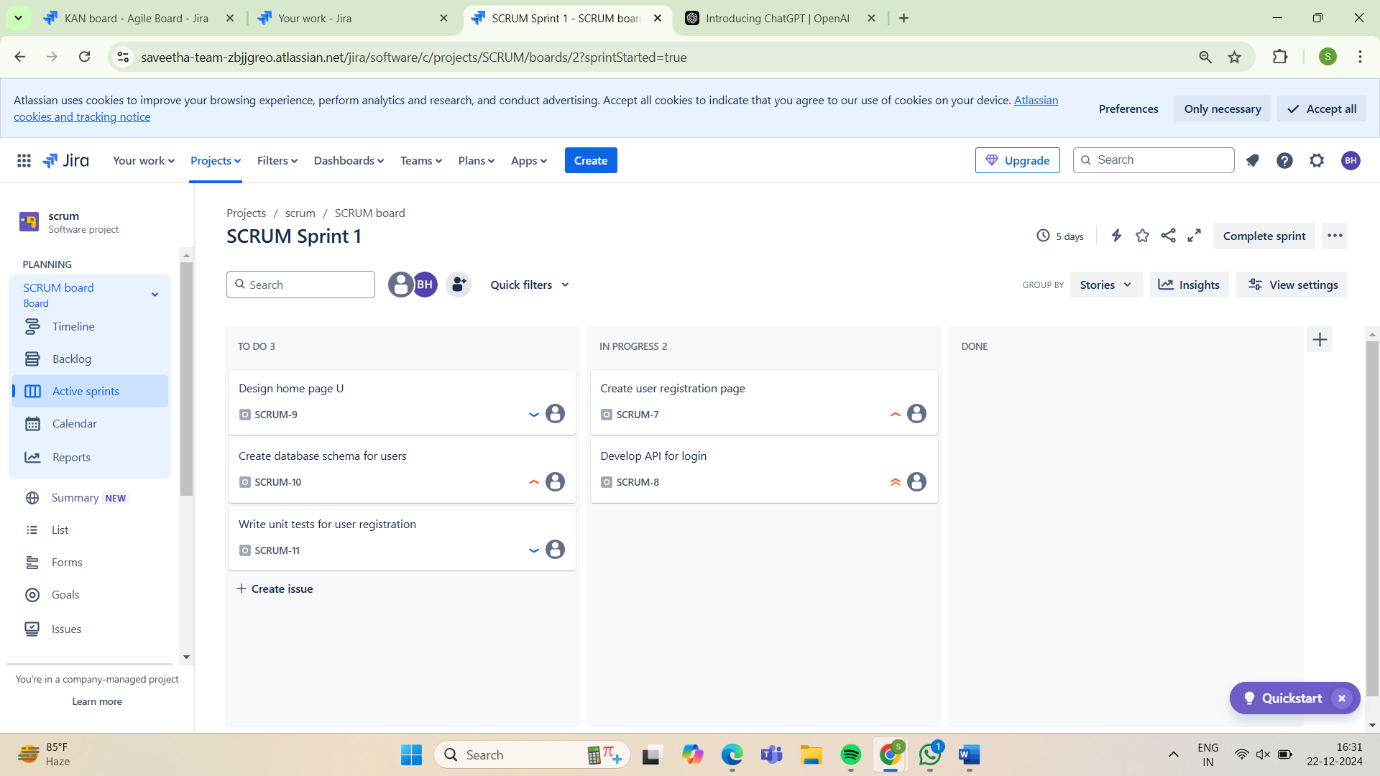 KAN board - Agile Board - Jira
Your work - Jira
SCRUM Sprint 1 - SCRUM boar
Introducing ChatGPT | OpenAI
saveetha-team-zbjjgreo.atlassian.net/jira/software/c/projects/SCRUM/boards/2?sprintStarted=true
S
Atlassian uses cookies to improve your browsing experience, perform analytics and research, and conduct advertising. Accept all cookies to indicate that you agree to our use of cookies on your device. Atlassian
cookies and tracking notice
Preferences
Only necessary
Accept all
Jira
Your work
Projects
Filters
Dashboards
Teams
Plans
Apps
Create
Upgrade
Search
BH
scrum
Software project
PLANNING
SCRUM board
Board
Timeline
Backlog
Active sprints
Calendar
Reports
Summary NEW
List
Forms
Goals
Issues
You're in a company-managed project
Learn more
Projects / scrum / SCRUM board
SCRUM Sprint 1
5 days
Complete sprint
Search
BH
Quick filters
GROUP BY
Stories
Insights
View settings
TO DO 3
Design home page U
SCRUM-9
Create database schema for users
SCRUM-10
Write unit tests for user registration
SCRUM-11
+ Create issue
IN PROGRESS 2
Create user registration page
SCRUM-7
Develop API for login
SCRUM-8
DONE
Quickstart
85°F
Haze
Search
S
1
ENG
IN
16:31
22-12-2024